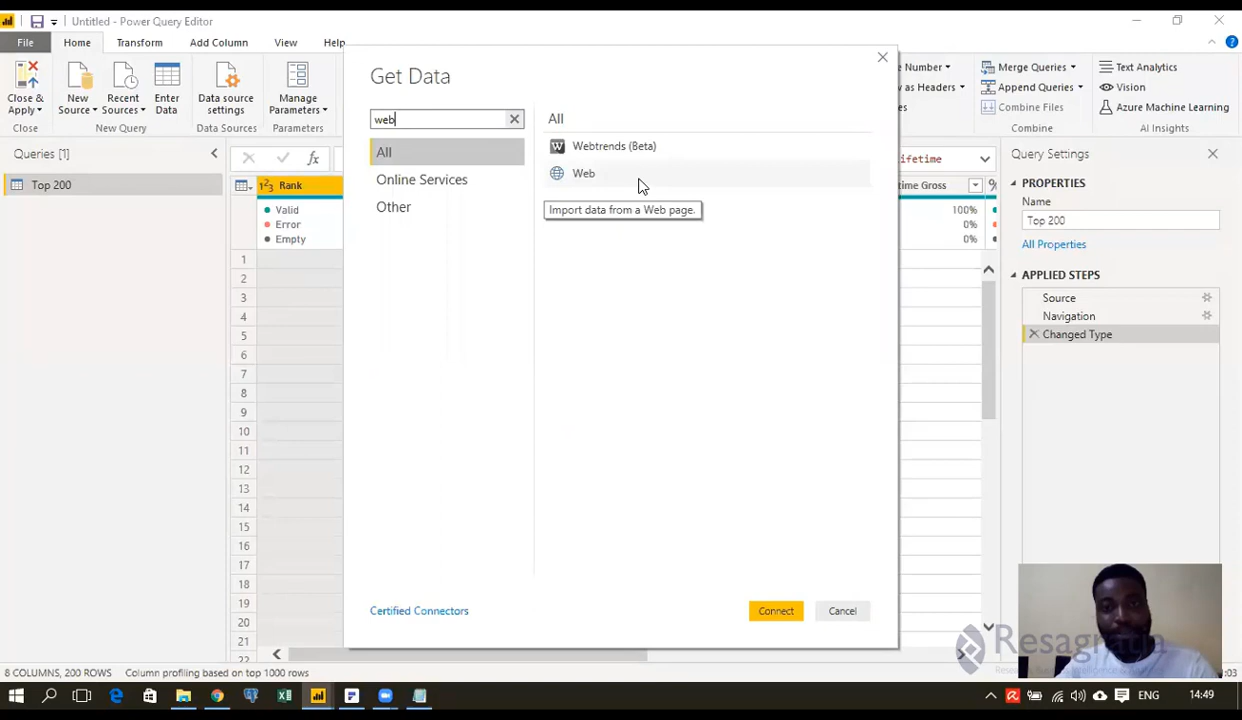 Untitled - Power Query Editor
File
Home
Transform
Add Column
View
Help
Close & Apply
New Source
Recent Sources
Enter Data
Data source settings
Manage Parameters
Close
New Query
Data Sources
Parameters
Merge Queries
Append Queries
Combine Files
Combine
Text Analytics
Vision
Azure Machine Learning
AI Insights
Get Data
web
All
Online Services
Other
All
Webtrends (Beta)
Web
Import data from a Web page.
Certified Connectors
Connect
Cancel
Queries [1]
Top 200
fx
Rank
Valid
Error
Empty
1
2
3
4
5
6
7
8
9
10
11
12
13
14
15
16
17
18
19
20
21
22
ifetime
ime Gross
%
100%
0%
0%
Query Settings
PROPERTIES
Name
Top 200
All Properties
APPLIED STEPS
Source
Navigation
Changed Type
Resagratia
8 COLUMNS, 200 ROWS
Column profiling based on top 1000 rows
ENG
14:49